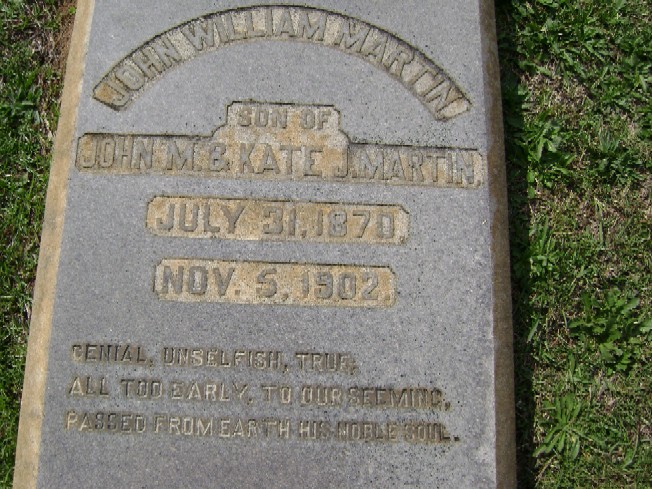 JOHN WILLIAM MARTIN
SON OF
JOHN M. & KATE J. MARTIN
JULY 31, 1870
NOV. 5, 1902.
GENIAL, UNSELFISH, TRUE,
ALL TOO EARLY, TO OUR SEEMING,
PASSED FROM EARTH HIS NOBLE SOUL.